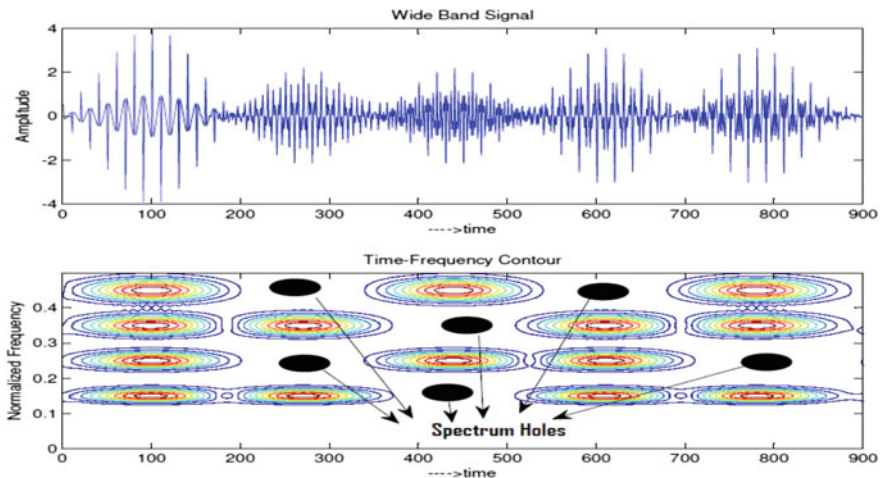 Wide Band Signal
Amplitude
4
2
0
-2
-4
0 100 200 300 400 500 600 700 800 900
---->time
Time-Frequency Contour
Normalized Frequency
0.4
0.3
0.2
0.1
0
Spectrum Holes
0 100 200 300 400 500 600 700 800 900
---->time